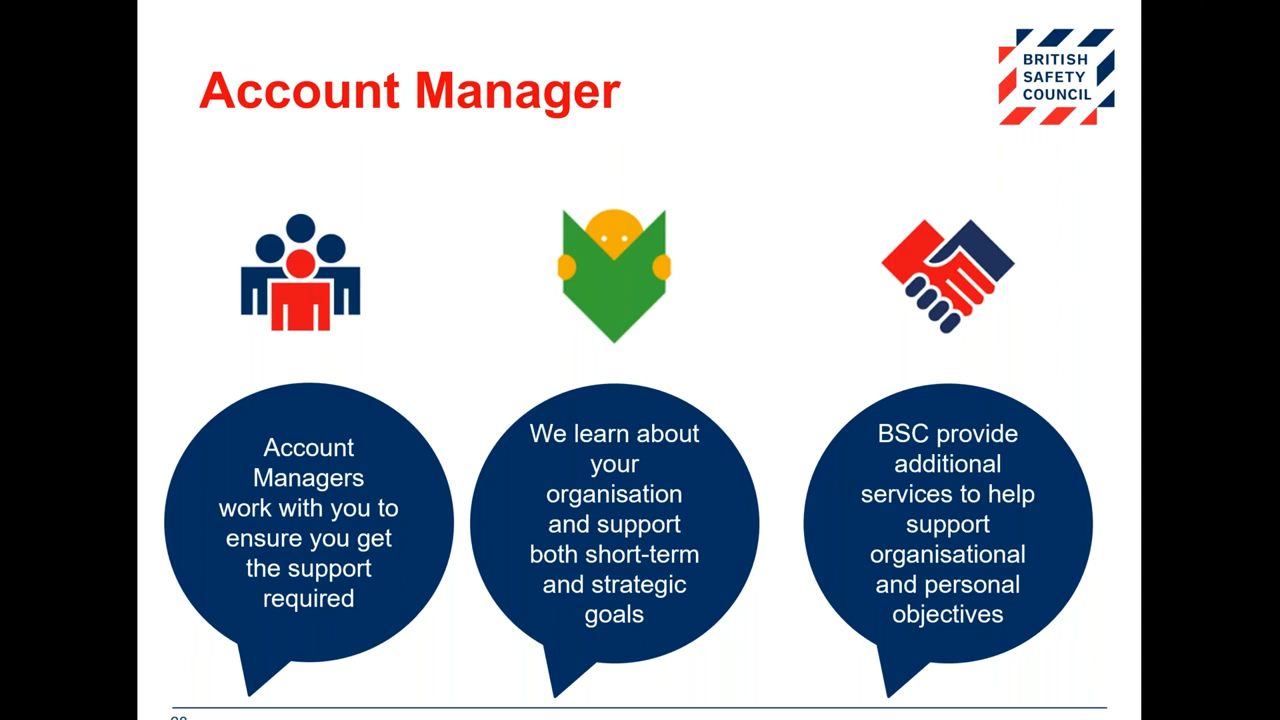 Account Manager
BRITISH
SAFETY
COUNCIL
Account
Managers
work with you to
ensure you get
the support
required
We learn about
your
organisation
and support
both short-term
and strategic
goals
BSC provide
additional
services to help
support
organisational
and personal
objectives